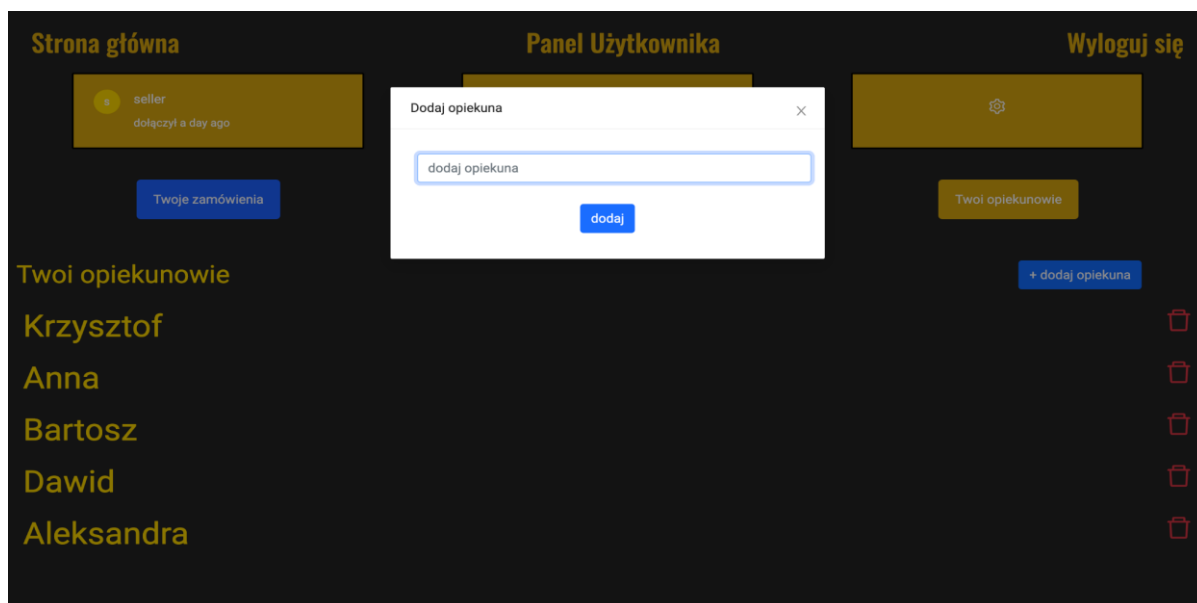 Strona główna
Panel Użytkownika
Wyloguj się
s
seller
dołączył a day ago
Dodaj opiekuna
dodaj opiekuna
dodaj
Twoje zamówienia
Twoi opiekunowie
Twoi opiekunowie
+ dodaj opiekuna
Krzysztof
Anna
Bartosz
Dawid
Aleksandra